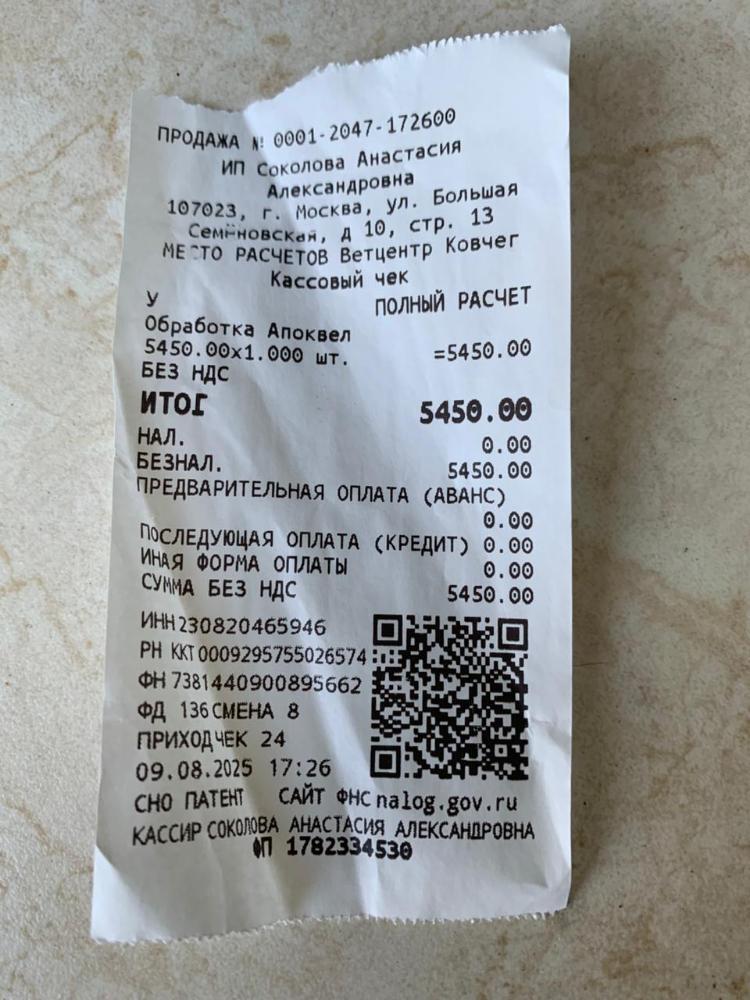 ПРОДАЖА № 0001-2047-172600
ИП Соколова Анастасия
Александровна
107023, г. Москва, ул. Большая
Семёновская, д 10, стр. 13
МЕСТО РАСЧЕТОВ Ветцентр Ковчег
Кассовый чек
У ПОЛНЫЙ РАСЧЕТ
Обработка Апоквел
5450.00х1.000 шт. =5450.00
БЕЗ НДС
ИТОГ 5450.00
НАЛ. 0.00
БЕЗНАЛ. 5450.00
ПРЕДВАРИТЕЛЬНАЯ ОПЛАТА (АВАНС)
0.00
ПОСЛЕДУЮЩАЯ ОПЛАТА (КРЕДИТ) 0.00
ИНАЯ ФОРМА ОПЛАТЫ 0.00
СУММА БЕЗ НДС 5450.00
ИНН 230820465946
РН ККТ 0009295755026574
ФН 7381440900895662
ФД 136 СМЕНА 8
ПРИХОД ЧЕК 24
09.08.2025 17:26
СНО ПАТЕНТ САЙТ ФНС nalog.gov.ru
КАССИР СОКОЛОВА АНАСТАСИЯ АЛЕКСАНДРОВНА
ФП 1782334530